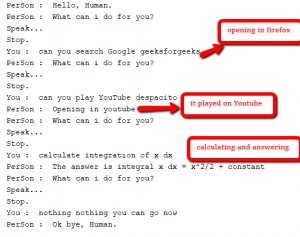 PerSon : Hello, Human.
PerSon : What can i do for you?
Speak...
Stop.
You : can you search Google geeksforgeeks
opening in firefox
PerSon : What can i do for you?
Speak...
Stop.
You : can you play YouTube despacito
PerSon : Opening in youtube
it played on Youtube
PerSon : What can i do for you?
Speak...
Stop.
You : calculate integration of x dx
calculating and answering
PerSon : The answer is integral x dx = x^2/2 + constant
PerSon : What can i do for you?
Speak...
Stop.
You : nothing nothing you can go now
PerSon : Ok bye, Human.